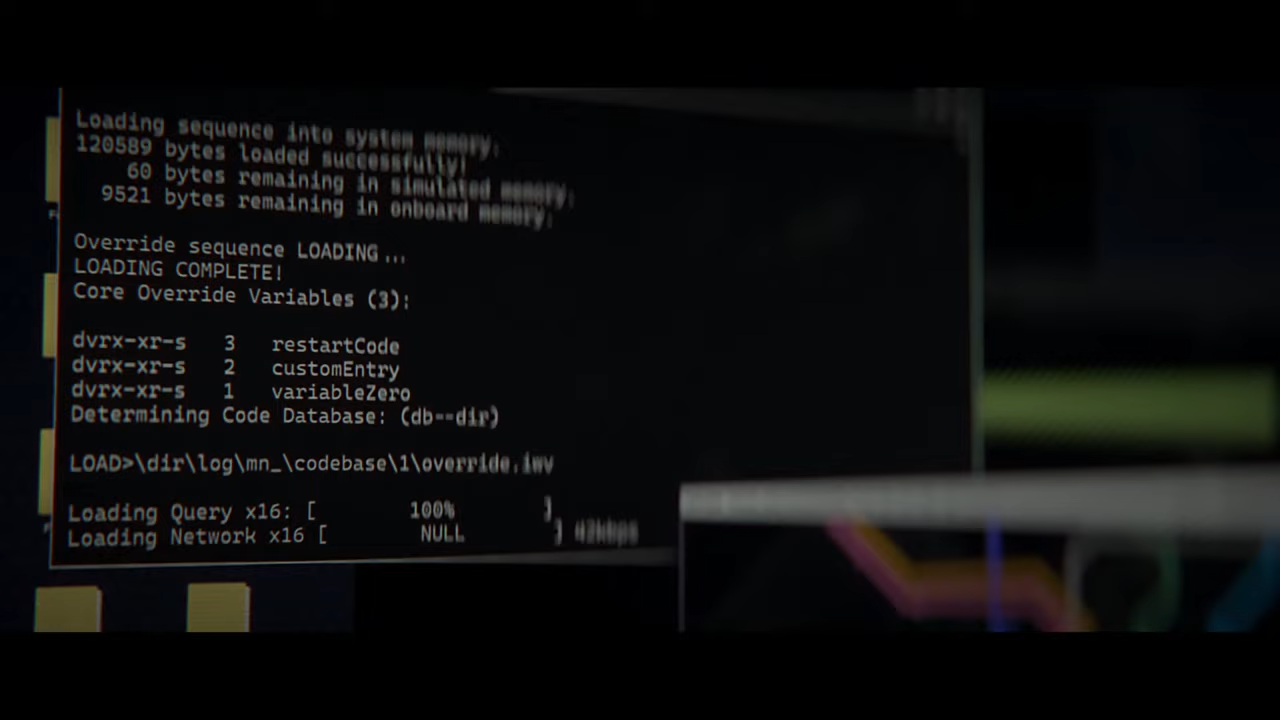 Loading sequence into system memory.
120589 bytes loaded successfully!
60 bytes remaining in simulated memory.
9521 bytes remaining in onboard memory.
Override sequence LOADING...
LOADING COMPLETE!
Core Override Variables (3):
dvrx-xr-s 3 restartCode
dvrx-xr-s 2 customEntry
dvrx-xr-s 1 variableZero
Determining Code Database: (db--dir)
LOAD>\dir\log\mn_\codebase\1\override.iwv
Loading Query x16: [ 100% ]
Loading Network x16 [ NULL ] 42kbps